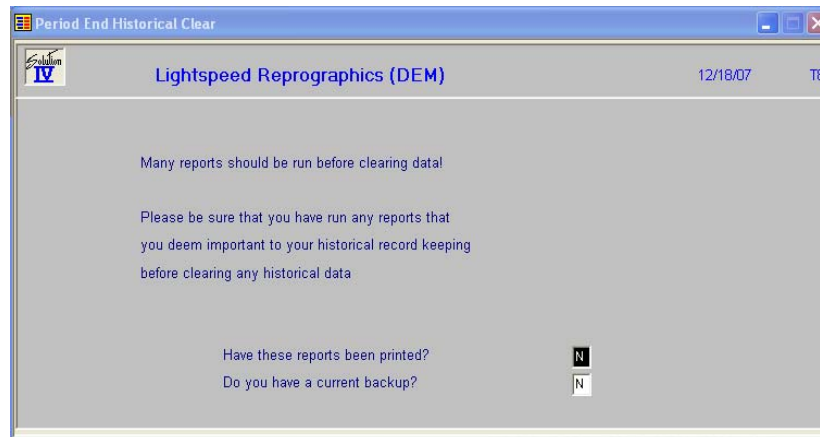 Period End Historical Clear
Solution
IV
Lightspeed Reprographics (DEM)
12/18/07
Many reports should be run before clearing data!
Please be sure that you have run any reports that
you deem important to your historical record keeping
before clearing any historical data
Have these reports been printed? N
Do you have a current backup? N